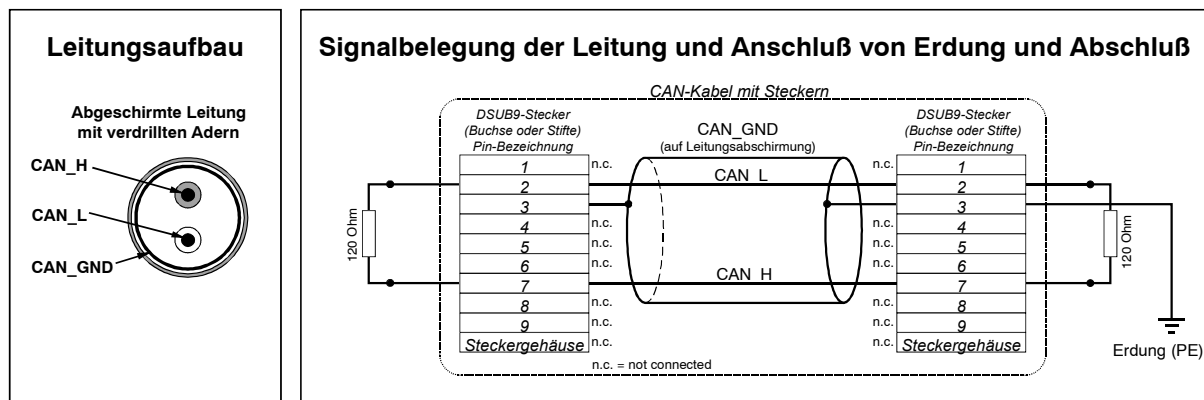 Leitungsaufbau
Abgeschirmte Leitung
mit verdrillten Adern
CAN_H
CAN_L
CAN_GND
Signalbelegung der Leitung und Anschluß von Erdung und Abschluß
CAN-Kabel mit Steckern
DSUB9-Stecker
(Buchse oder Stifte)
Pin-Bezeichnung
CAN_GND
(auf Leitungsabschirmung)
DSUB9-Stecker
(Buchse oder Stifte)
Pin-Bezeichnung
1 n.c. n.c. 1
2 CAN_L 2
3 3
4 n.c. n.c. 4
5 n.c. n.c. 5
6 n.c. n.c. 6
7 CAN_H 7
8 n.c. n.c. 8
9 n.c. n.c. 9
Steckergehäuse n.c. n.c. Steckergehäuse
n.c. = not connected
120 Ohm
120 Ohm
Erdung (PE)